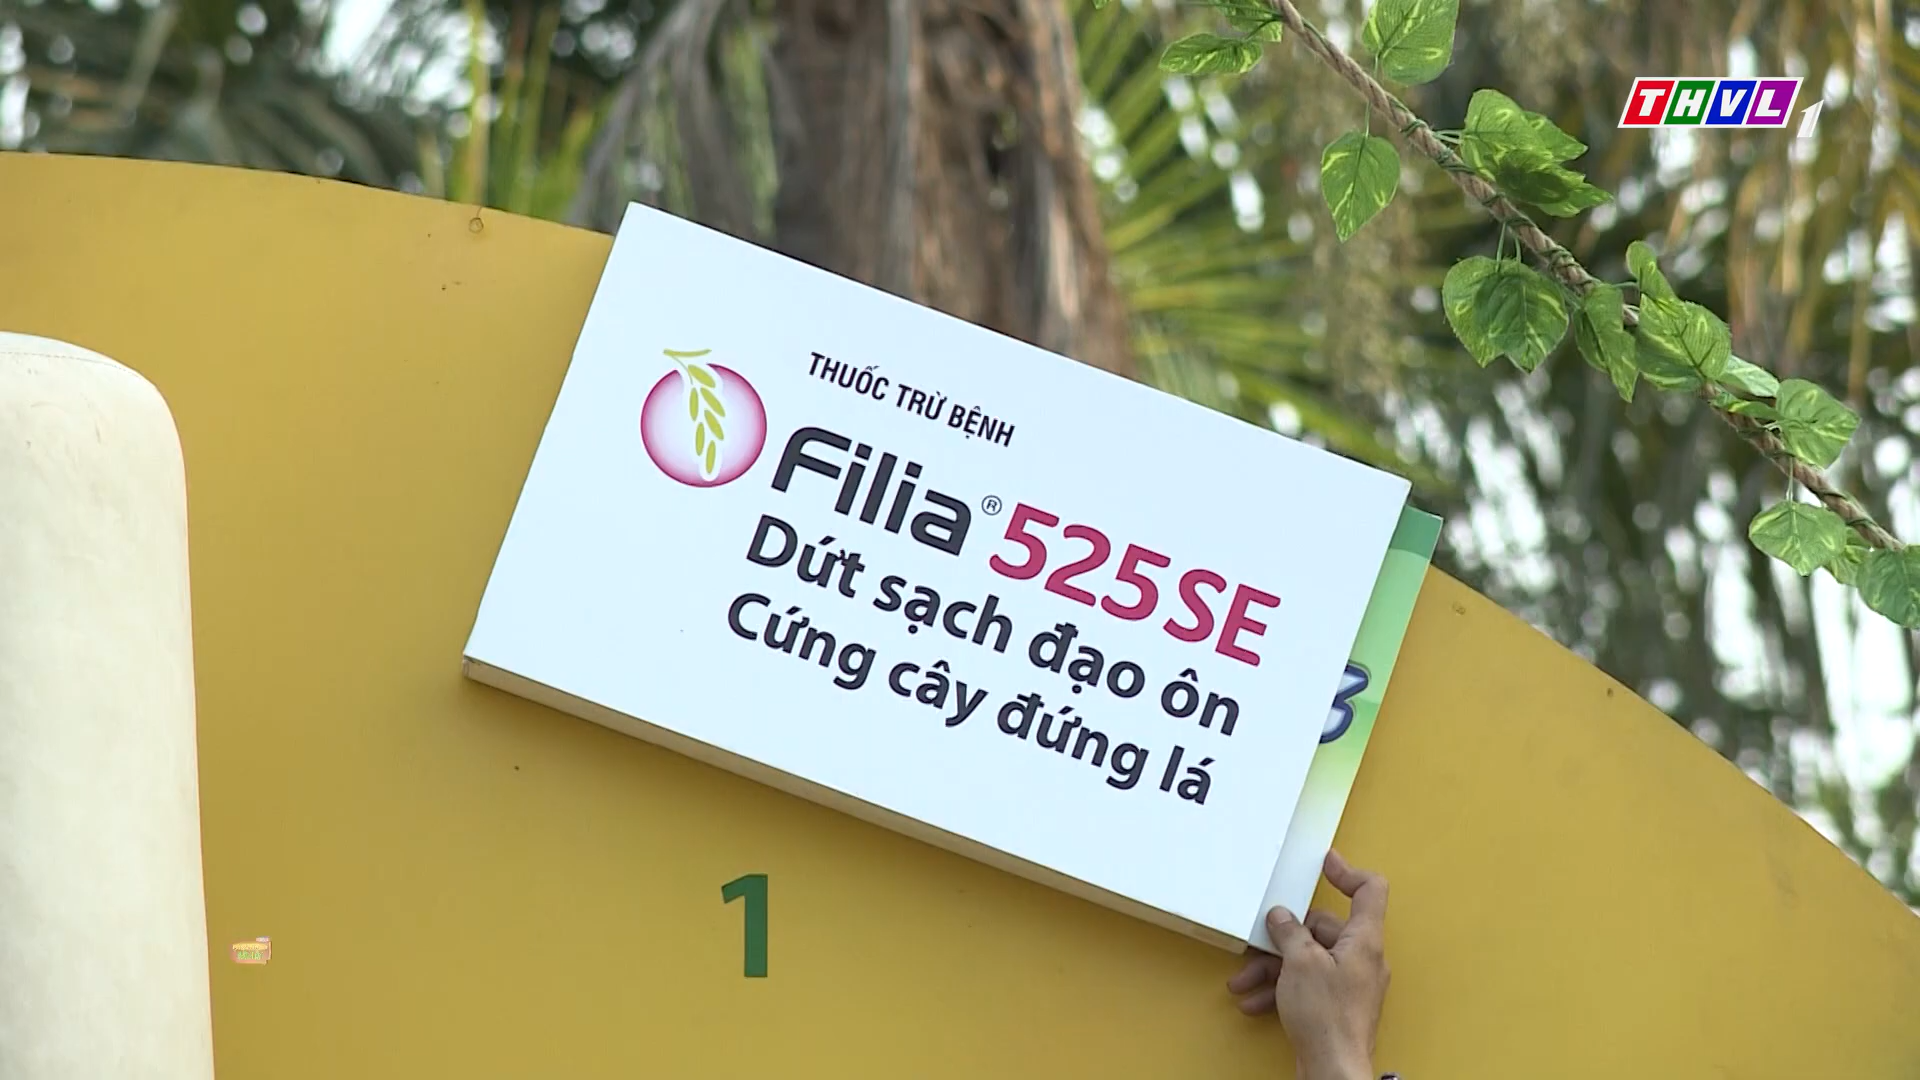 THVL1
THUỐC TRỪ BỆNH
Filia® 525SE
Dứt sạch đạo ôn
Cứng cây đứng lá
1